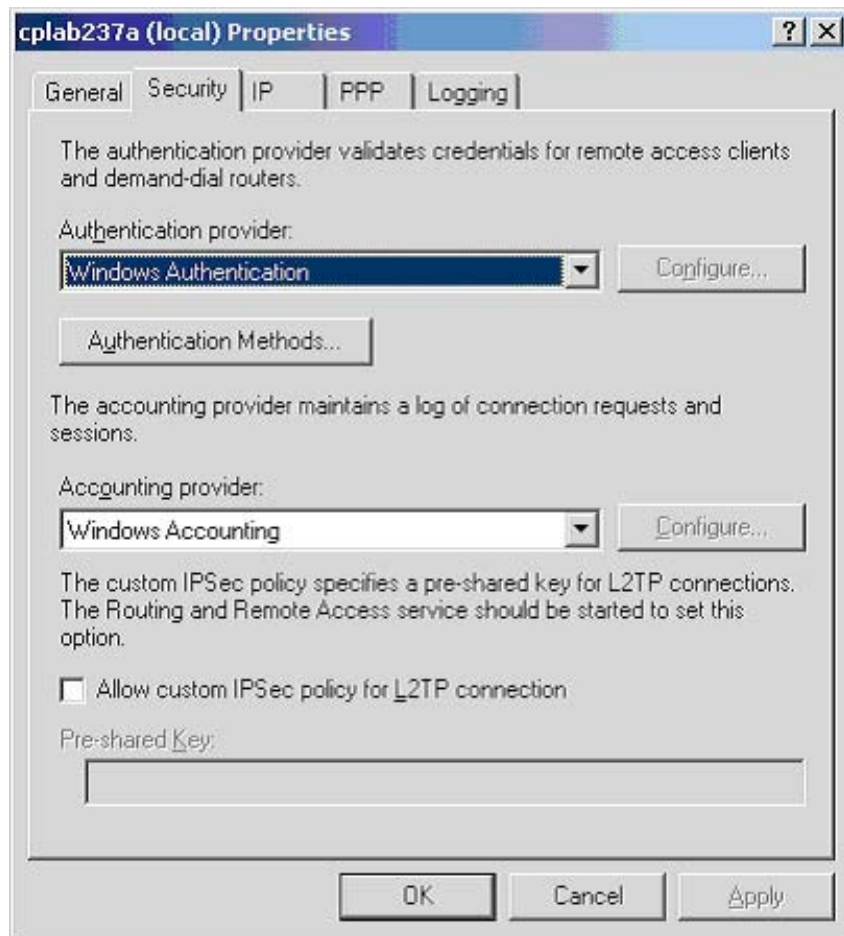 cplab237a (local) Properties
General Security IP PPP Logging
The authentication provider validates credentials for remote access clients
and demand-dial routers.
Authentication provider:
Windows Authentication Configure...
Authentication Methods...
The accounting provider maintains a log of connection requests and
sessions.
Accounting provider:
Windows Accounting Configure...
The custom IPSec policy specifies a pre-shared key for L2TP connections.
The Routing and Remote Access service should be started to set this
option.
Allow custom IPSec policy for L2TP connection
Pre-shared Key:
OK Cancel Apply